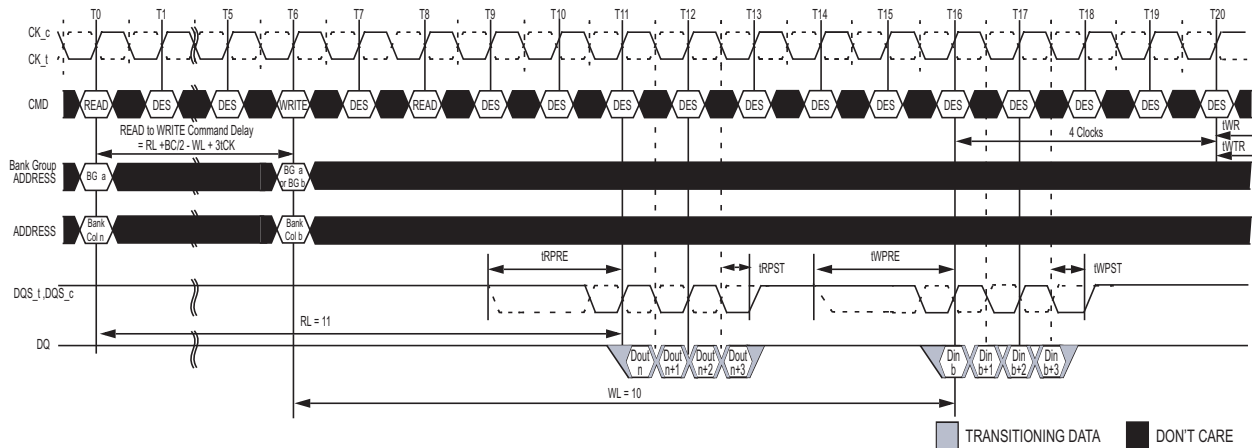 T0 T1 T5 T6 T7 T8 T9 T10 T11 T12 T13 T14 T15 T16 T17 T18 T19 T20
CK_c
CK_t
CMD READ DES DES WRITE DES READ DES DES DES DES DES DES DES DES DES DES DES DES
READ to WRITE Command Delay
= RL +BC/2 - WL + 3tCK
4 Clocks
tWR
tWTR
Bank Group
ADDRESS
BG a
BG a
or BG b
ADDRESS
Bank
Col n
Bank
Col b
tRPRE
tRPST
tWPRE
tWPST
DQS_t ,DQS_c
RL = 11
DQ
Dout
n
Dout
n+1
Dout
n+2
Dout
n+3
Din
b
Din
b+1
Din
b+2
Din
b+3
WL = 10
TRANSITIONING DATA
DON'T CARE